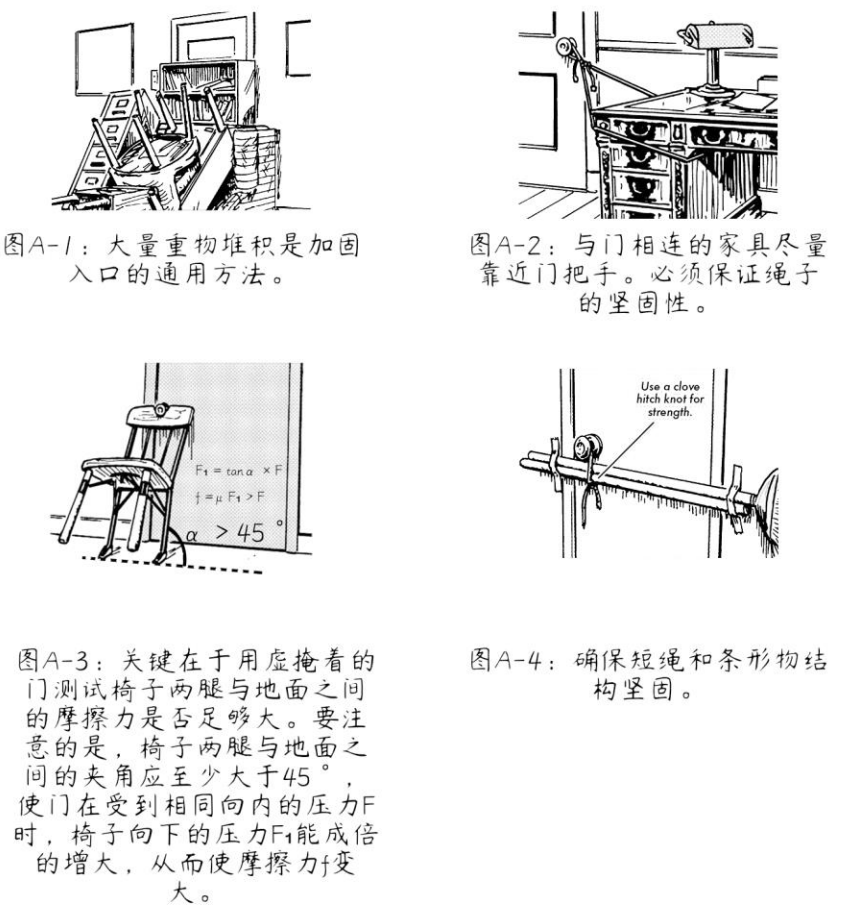 图A-1：大量重物堆积是加固
入口的通用方法。
图A-2：与门相连的家具尽量
靠近门把手。必须保证绳子
的坚固性。
F₁ = tan α × F
f = μ F₁ > F
α > 45°
Use a clove
hitch knot for
strength.
图A-3：关键在于用虚掩着的
门测试椅子两腿与地面之间
的摩擦力是否足够大。要注
意的是，椅子两腿与地面之
间的夹角应至少大于45°，
使门在受到相同向内的压力F
时，椅子向下的压力F₁能成倍
的增大，从而使摩擦力f变
大。
图A-4：确保短绳和条形物结
构坚固。